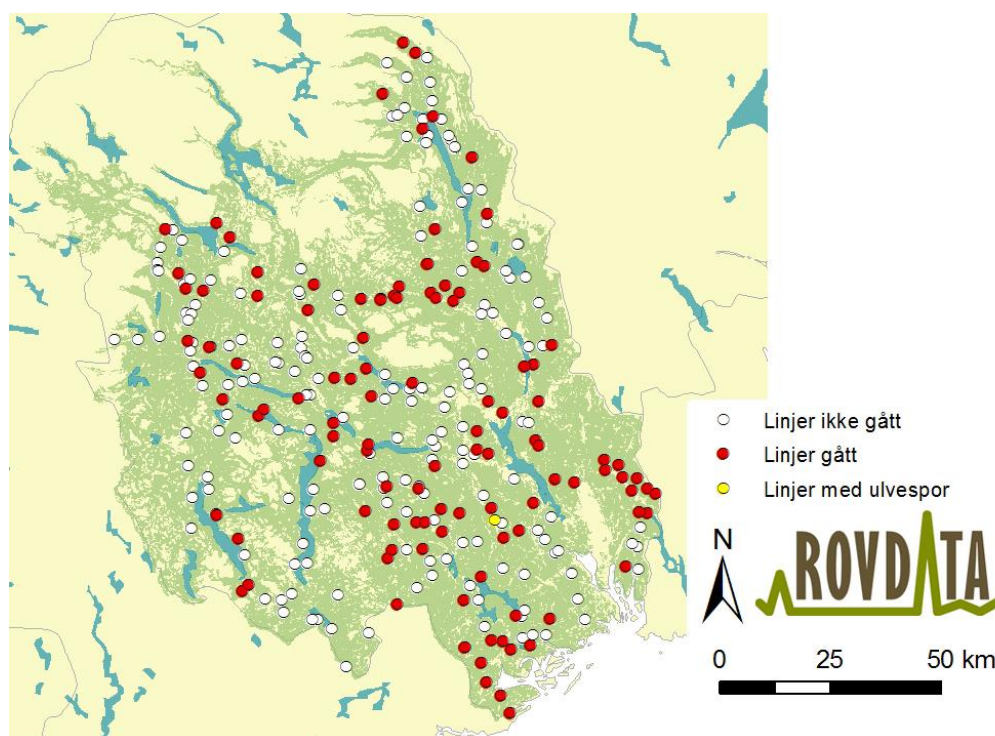 Linjer ikke gått
Linjer gått
Linjer med ulvespor
N
ROVDATA
0 25 50 km